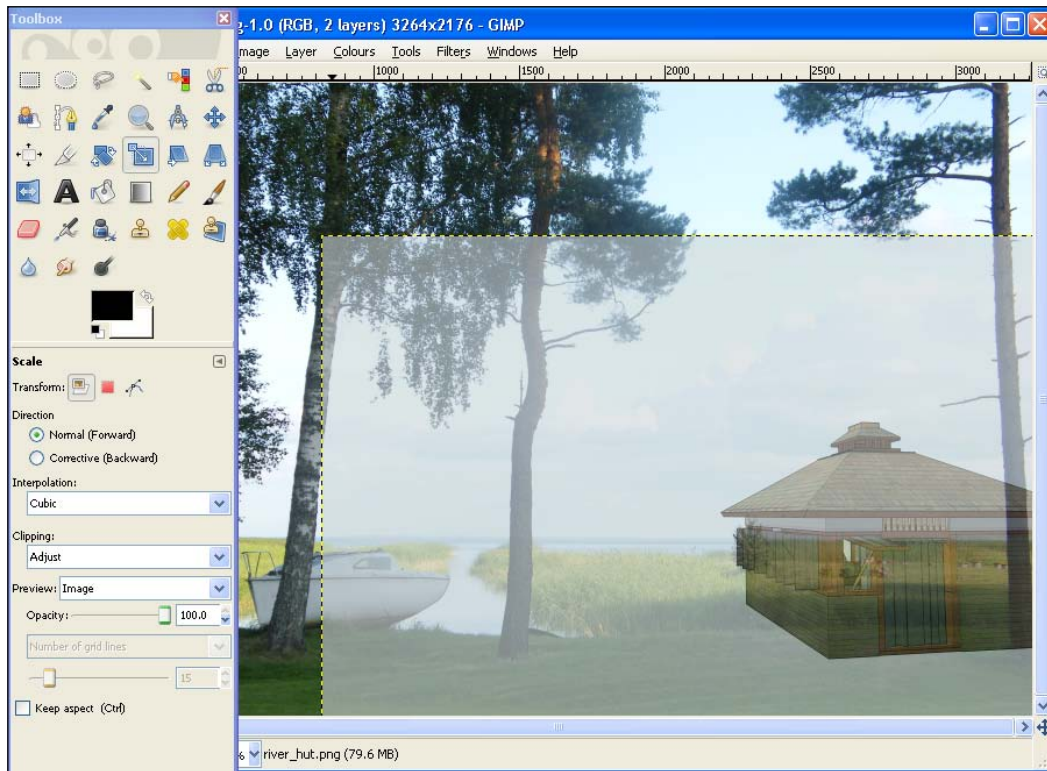 Toolbox
g-1.0 (RGB, 2 layers) 3264x2176 - GIMP
mage Layer Colours Tools Filters Windows Help
00 1000 1500 2000 2500 3000
A
Scale
Transform:
Direction
Normal (Forward)
Corrective (Backward)
Interpolation:
Cubic
Clipping:
Adjust
Preview: Image
Opacity: 100.0
Number of grid lines
15
Keep aspect (Ctrl)
% river_hut.png (79.6 MB)